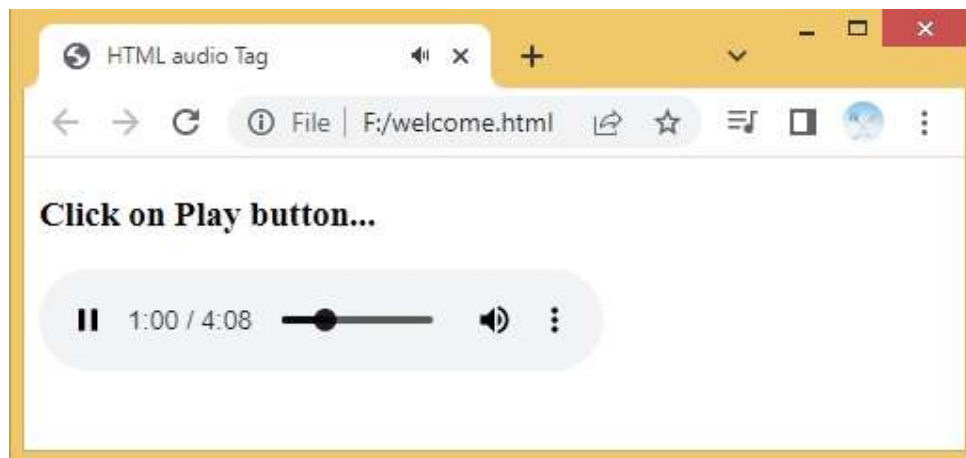 HTML audio Tag
File | F:/welcome.html
Click on Play button...
1:00 / 4:08